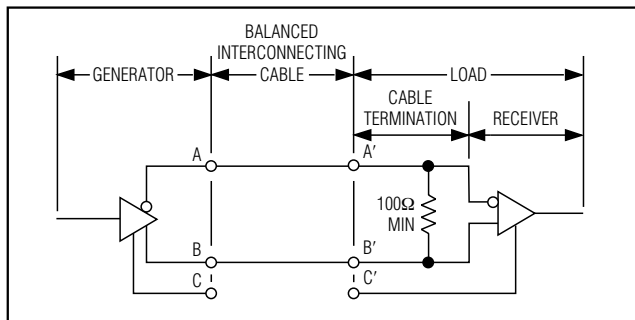 BALANCED
INTERCONNECTING
CABLE
GENERATOR
LOAD
CABLE
TERMINATION
RECEIVER
A
A′
100Ω
MIN
B
B′
C
C′